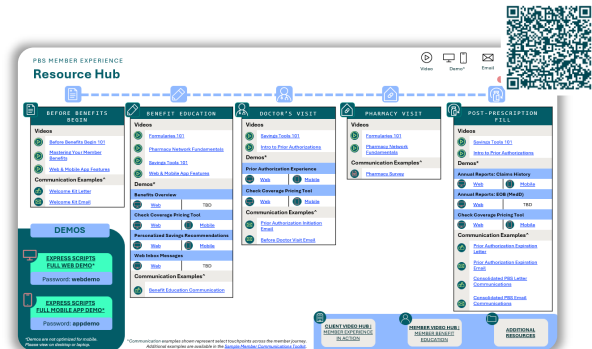 PBS MEMBER EXPERIENCE
Resource Hub
Video
Demo^
Email
BEFORE BENEFITS
BEGIN
Videos
Before Benefits Begin 101
Mastering Your Member
Benefits
Web & Mobile App Features
Communication Examples^
Welcome Kit Letter
Welcome Kit Email
BENEFIT EDUCATION
Videos
Formularies 101
Pharmacy Network Fundamentals
Savings Tools 101
Web & Mobile App Features
Demos^
Benefits Overview
Web
TBD
Check Coverage Pricing Tool
Web
Mobile
Personalized Savings Recommendations
Web
Mobile
Web Inbox Messages
Web
TBD
Communication Examples^
Benefit Education Communication
DOCTOR'S VISIT
Videos
Savings Tools 101
Intro to Prior Authorizations
Demos^
Prior Authorization Experience
Web
Mobile
Check Coverage Pricing Tool
Web
Mobile
Communication Examples^
Prior Authorization Initiation
Email
Before Doctor Visit Email
PHARMACY VISIT
Videos
Formularies 101
Pharmacy Network
Fundamentals
Communication Examples^
Pharmacy Survey
POST-PRESCRIPTION
FILL
Videos
Savings Tools 101
Intro to Prior Authorizations
Demos^
Annual Reports: Claims History
Web
Mobile
Annual Reports: EOB (MedD)
Web
TBD
Check Coverage Pricing Tool
Web
Mobile
Communication Examples^
Prior Authorization Expiration
Letter
Prior Authorization Expiration
Email
Consolidated PBS Letter
Communications
Consolidated PBS Email
Communications
DEMOS
EXPRESS SCRIPTS
FULL WEB DEMO^
Password: webdemo
EXPRESS SCRIPTS
FULL MOBILE APP DEMO^
Password: appdemo
^Demos are not optimized for mobile.
Please view on desktop or laptop.
^Communication examples shown represent select touchpoints across the member journey.
Additional examples are available in the Sample Member Communications Toolkit.
CLIENT VIDEO HUB:
MEMBER EXPERIENCE
IN ACTION
MEMBER VIDEO HUB:
MEMBER BENEFIT
EDUCATION
ADDITIONAL
RESOURCES